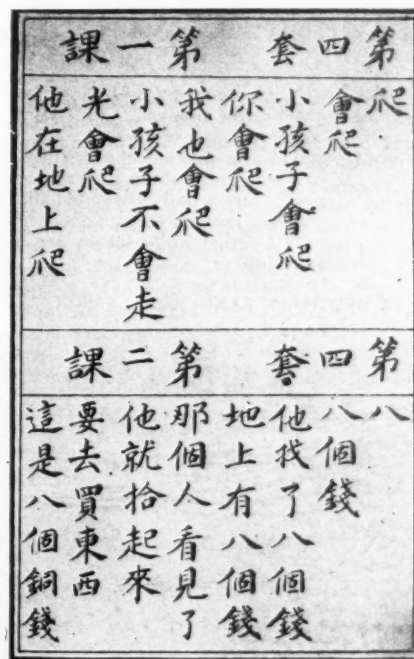 第四套 第一課
爬
會爬
小孩子會爬
你會爬
我也會爬
小孩子不會走
光會爬
他在地上爬
第四套 第二課
八
八個錢
他找了八個錢
地上有八個錢
那個人看見了
他就拾起來
要去買東西
這是八個銅錢